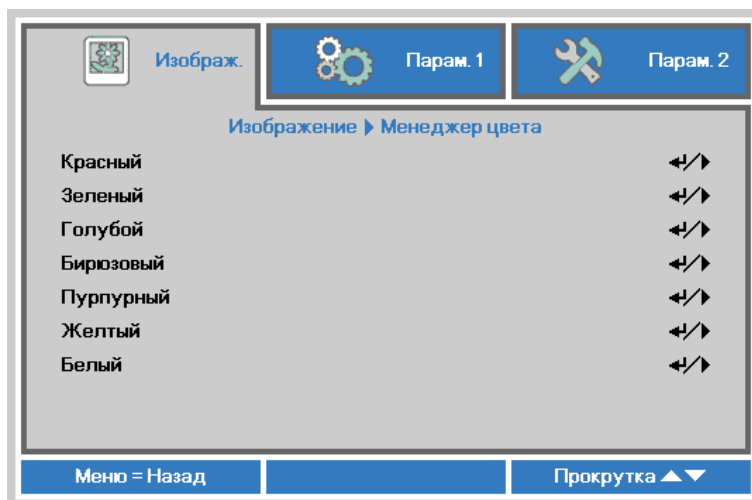 Изображ.
Парам. 1
Парам. 2
Изображение ▶ Менеджер цвета
Красный
Зеленый
Голубой
Бирюзовый
Пурпурный
Желтый
Белый
Меню = Назад
Прокрутка ▲▼